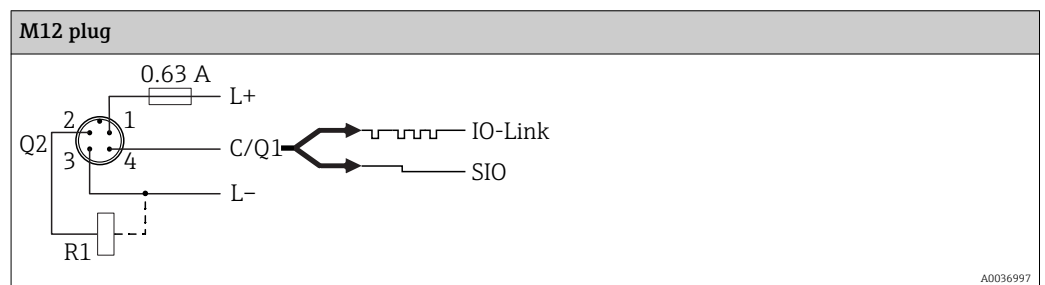 M12 plug
0.63 A
L+
2 1
Q2
3 4
C/Q1
IO-Link
SIO
L−
R1
A0036997